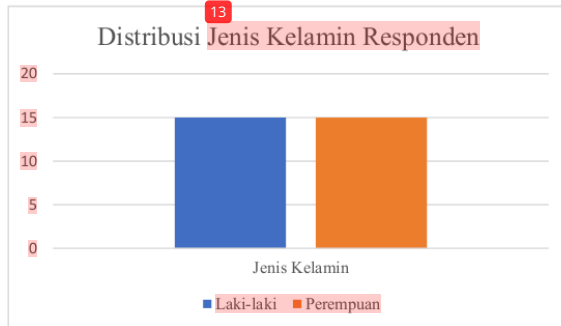 13
Distribusi Jenis Kelamin Responden
20
15
10
5
0
Jenis Kelamin
Laki-laki Perempuan